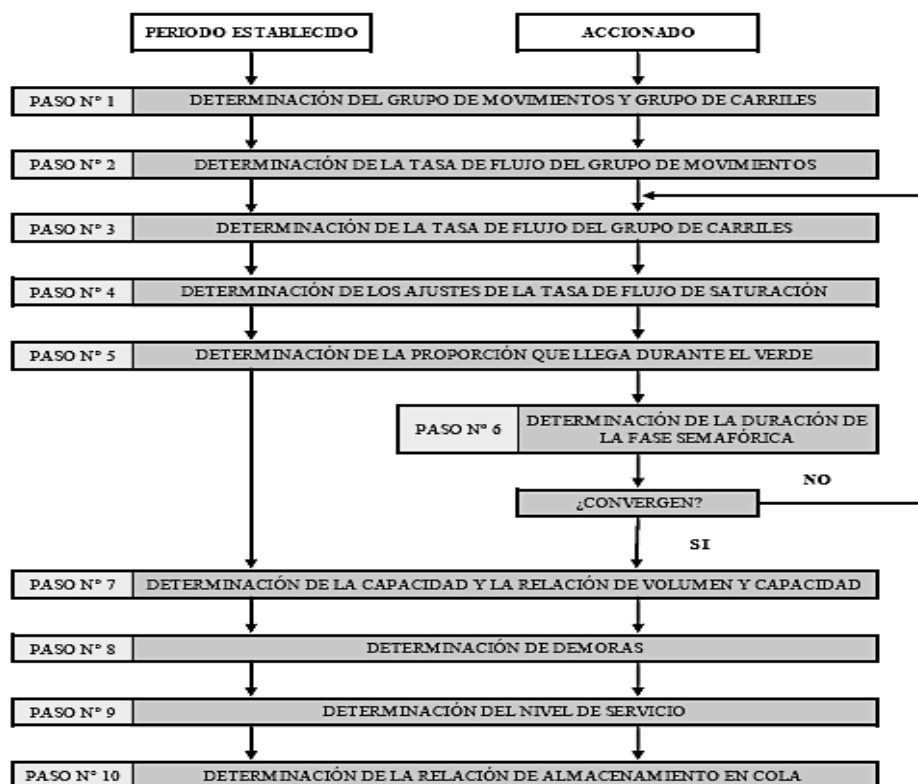 PERIODO ESTABLECIDO
ACCIONADO
PASO N° 1
DETERMINACIÓN DEL GRUPO DE MOVIMIENTOS Y GRUPO DE CARRILES
PASO N° 2
DETERMINACIÓN DE LA TASA DE FLUJO DEL GRUPO DE MOVIMIENTOS
PASO N° 3
DETERMINACIÓN DE LA TASA DE FLUJO DEL GRUPO DE CARRILES
PASO N° 4
DETERMINACIÓN DE LOS AJUSTES DE LA TASA DE FLUJO DE SATURACIÓN
PASO N° 5
DETERMINACIÓN DE LA PROPORCIÓN QUE LLEGA DURANTE EL VERDE
PASO N° 6
DETERMINACIÓN DE LA DURACIÓN DE
LA FASE SEMAFÓRICA
¿CONVERGEN?
NO
SI
PASO N° 7
DETERMINACIÓN DE LA CAPACIDAD Y LA RELACIÓN DE VOLUMEN Y CAPACIDAD
PASO N° 8
DETERMINACIÓN DE DEMORAS
PASO N° 9
DETERMINACIÓN DEL NIVEL DE SERVICIO
PASO N° 10
DETERMINACIÓN DE LA RELACIÓN DE ALMACENAMIENTO EN COLA